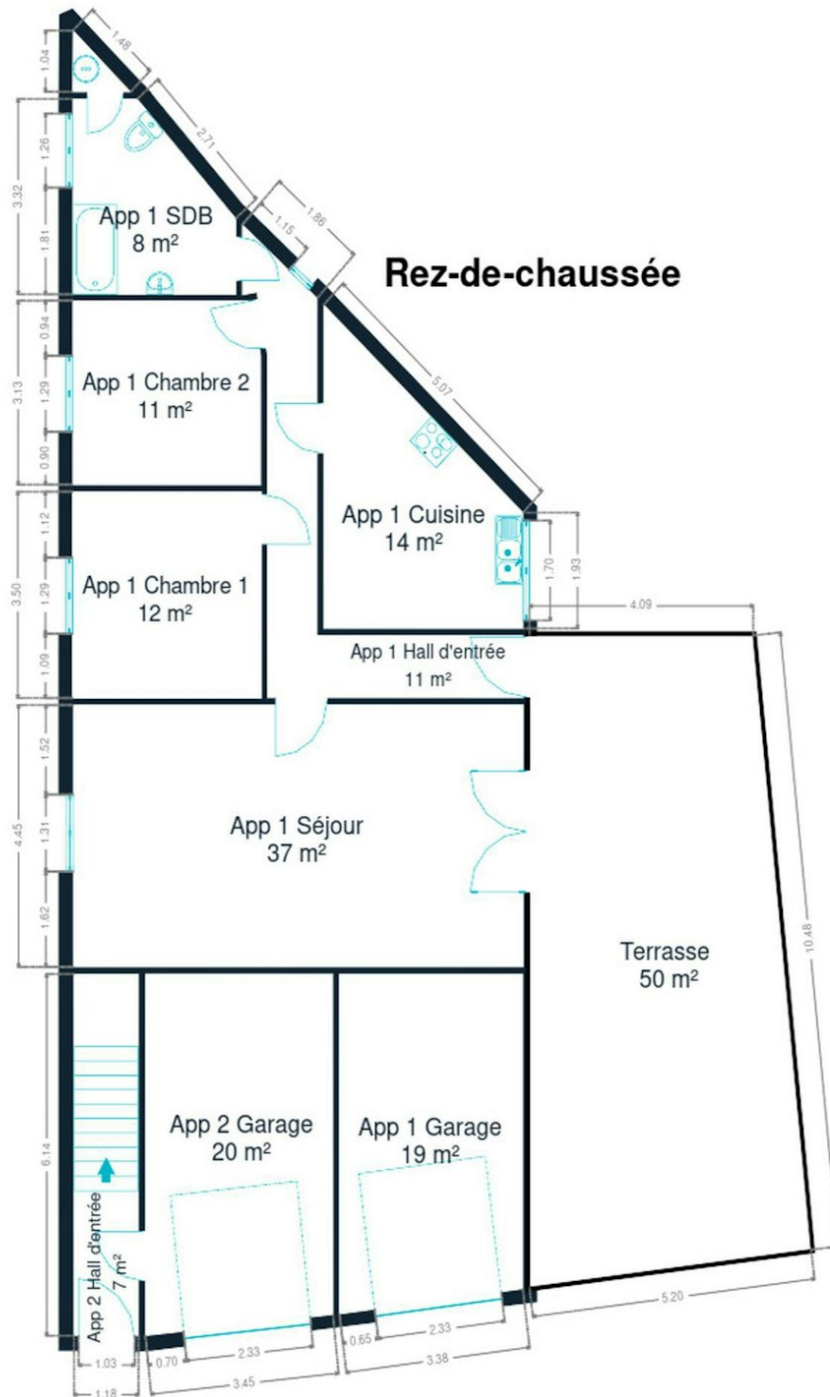 1.48
1.04
2.71
1.26
3.32
1.81
App 1 SDB
8 m²
1.15
1.86
Rez-de-chaussée
0.94
3.13
1.29
0.90
App 1 Chambre 2
11 m²
5.07
App 1 Cuisine
14 m²
1.70
1.93
1.12
3.50
1.29
1.09
App 1 Chambre 1
12 m²
4.09
App 1 Hall d'entrée
11 m²
1.52
4.45
1.31
1.62
App 1 Séjour
37 m²
Terrasse
50 m²
10.48
6.14
App 2 Garage
20 m²
App 1 Garage
19 m²
App 2 Hall d'entrée
7 m²
5.20
1.03
1.18
0.70
2.33
3.45
0.65
2.33
3.38